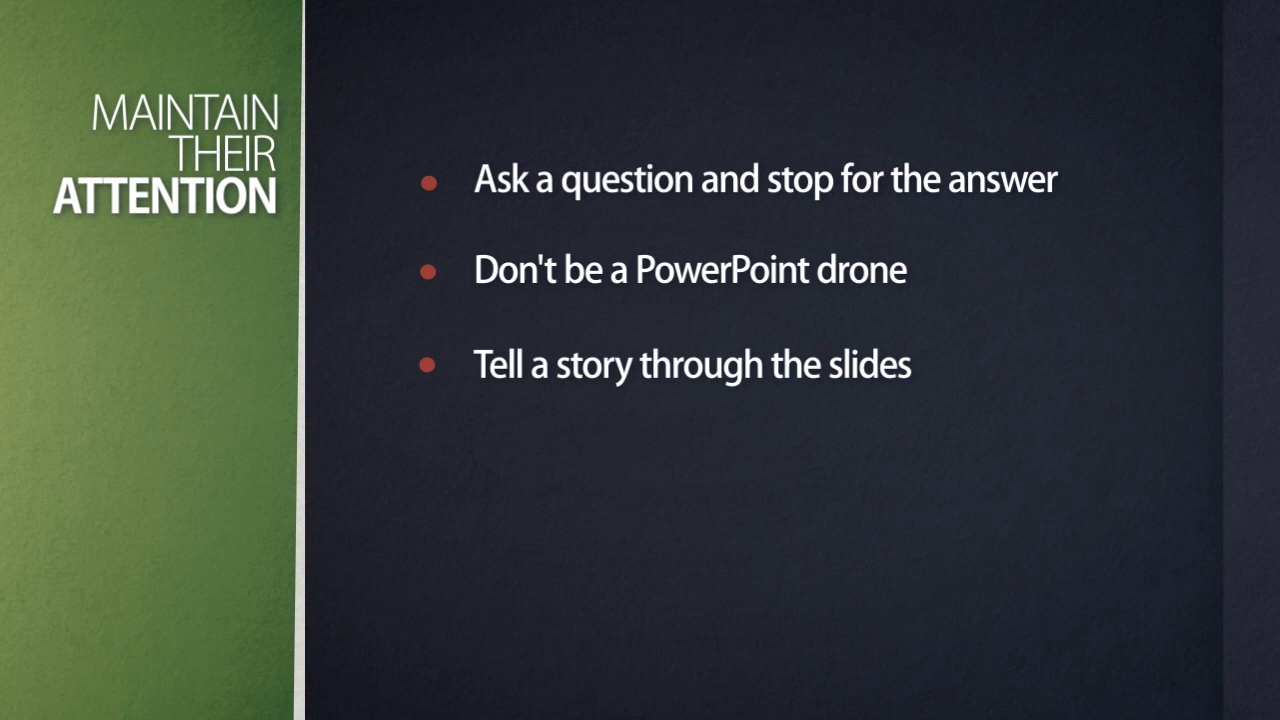 MAINTAIN
THEIR
ATTENTION
Ask a question and stop for the answer
Don't be a PowerPoint drone
Tell a story through the slides